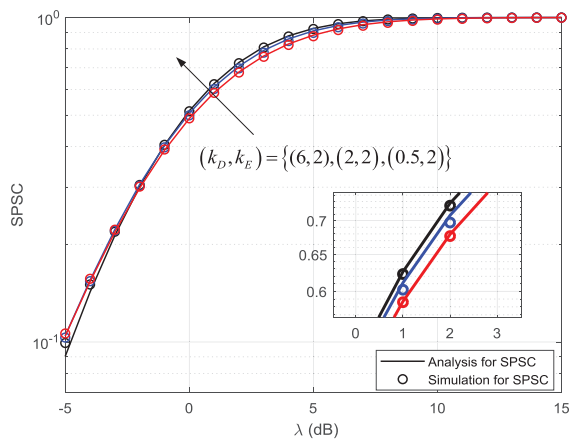 10^0
SPSC
(k_D, k_E) = {(6,2),(2,2),(0.5,2)}
0.7
0.65
0.6
0 1 2 3
10^-1
Analysis for SPSC
Simulation for SPSC
-5 0 5 10 15
λ (dB)